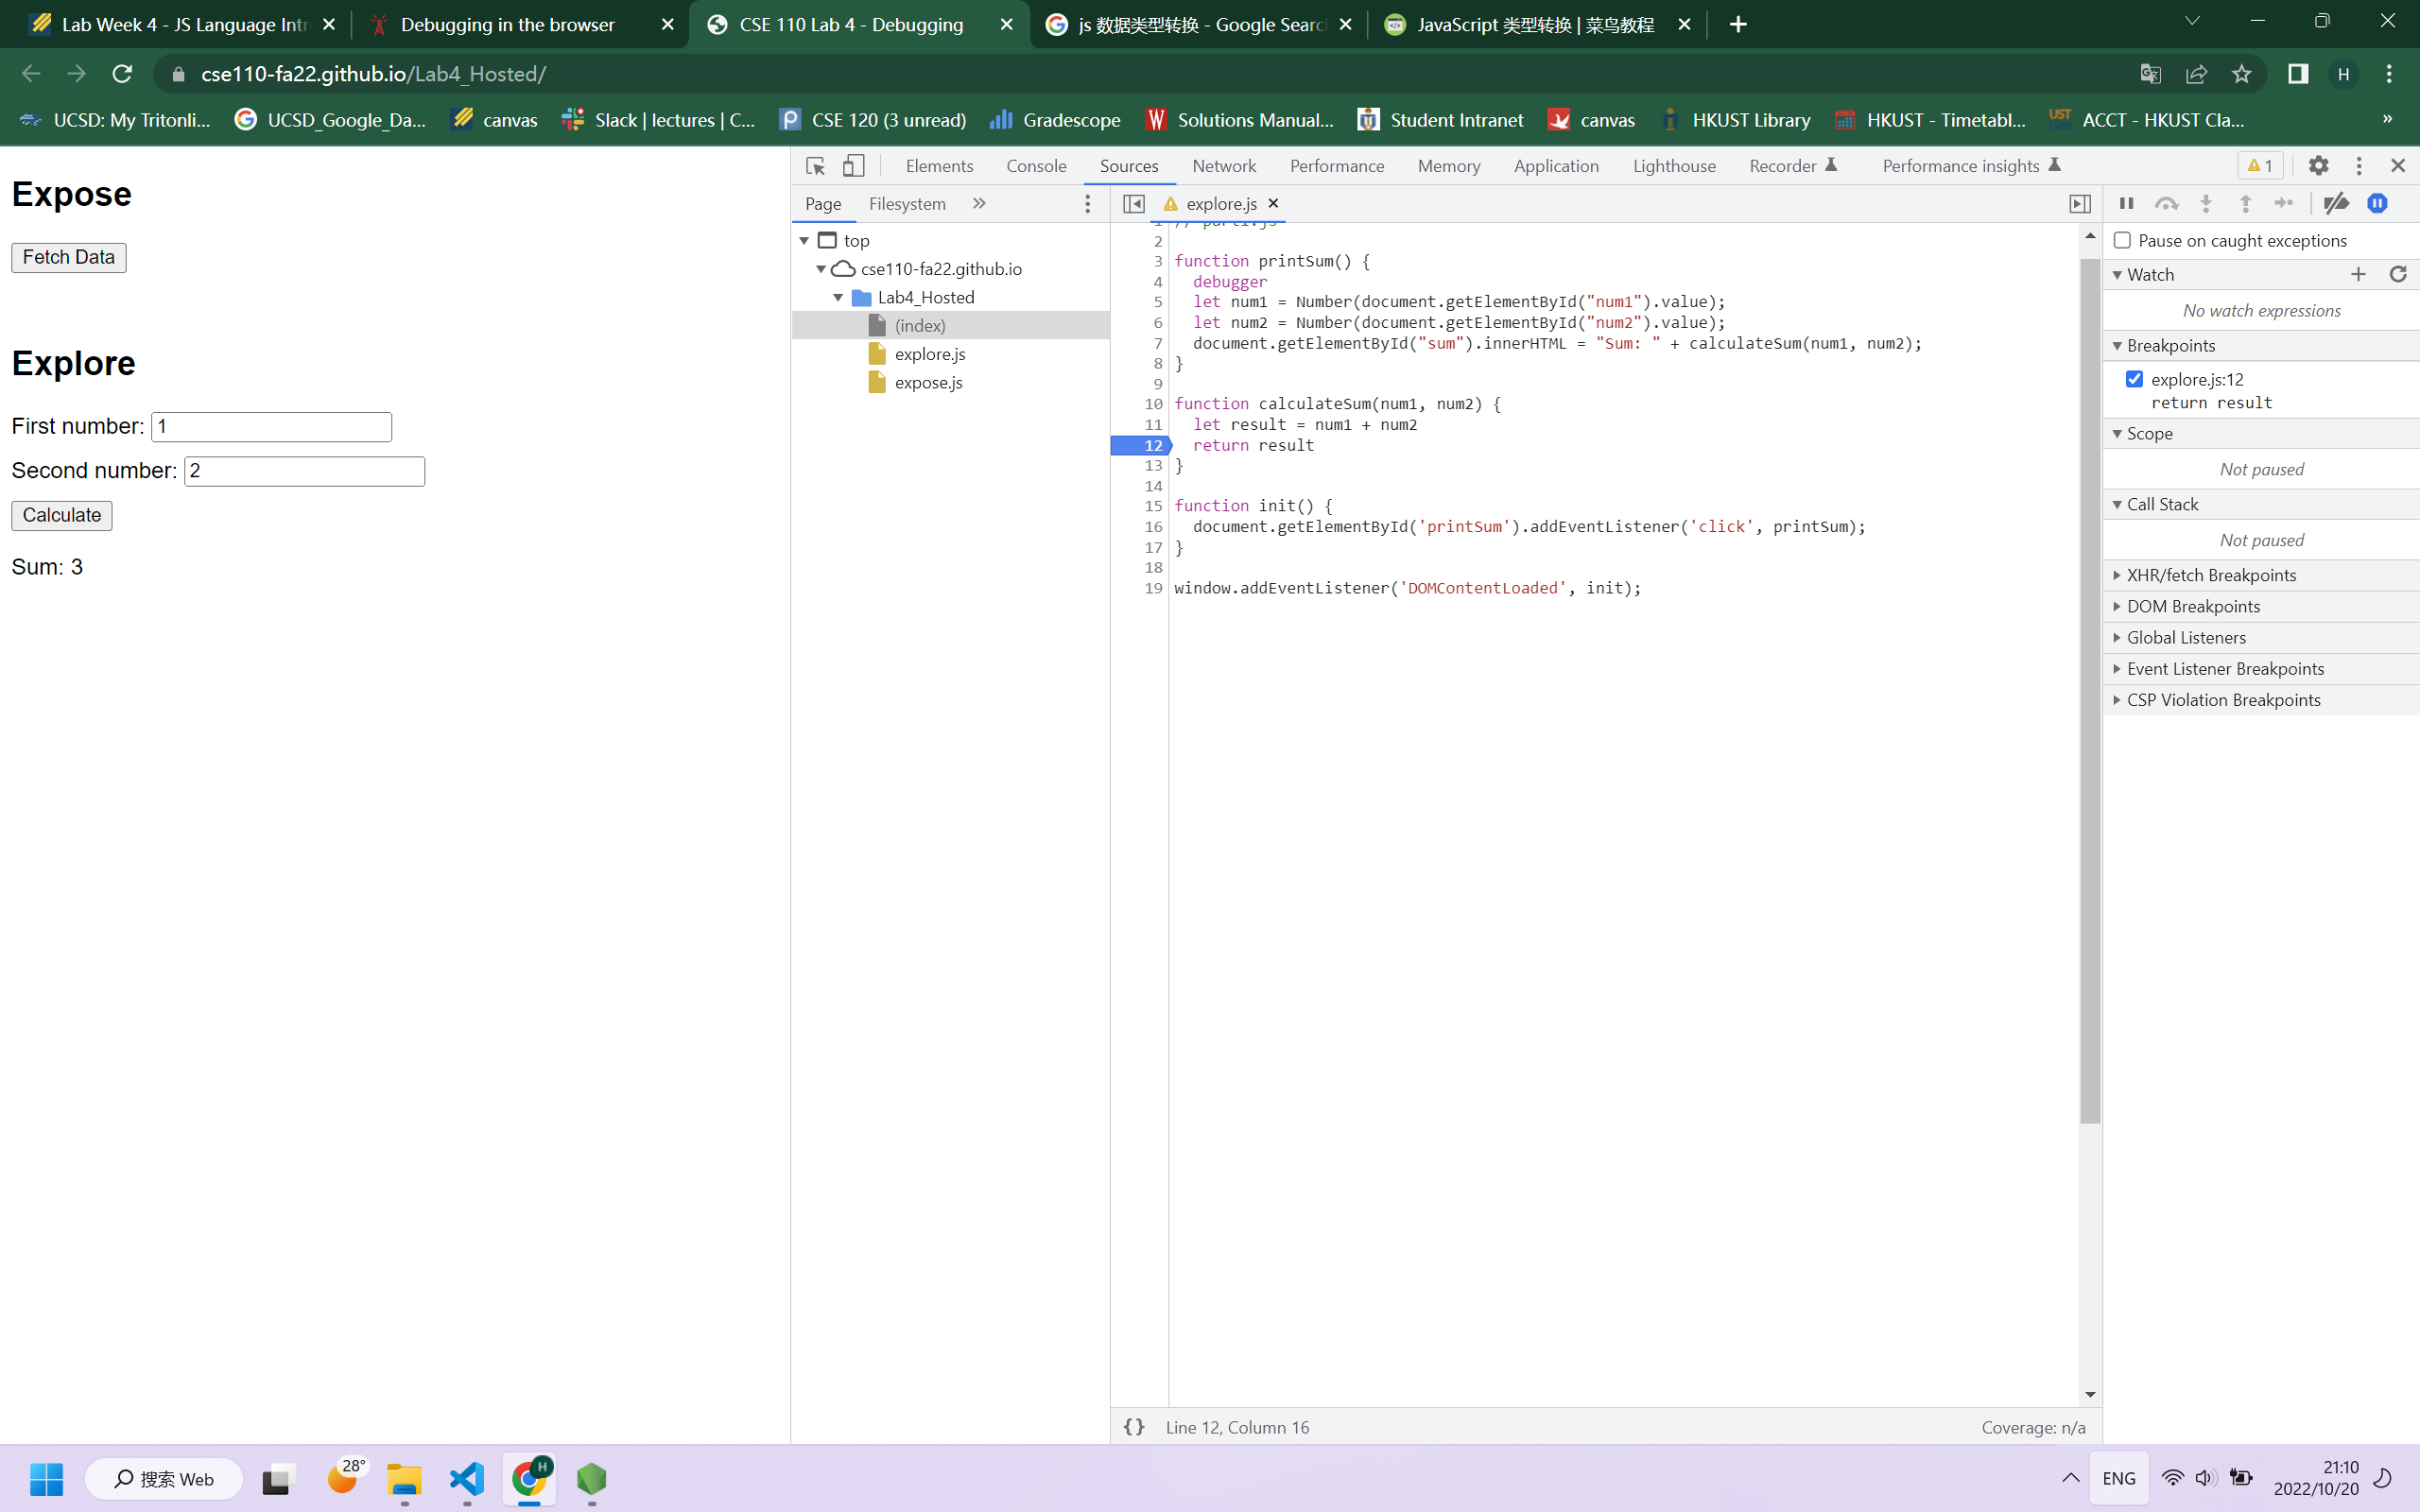 Lab Week 4 - JS Language Intr
Debugging in the browser
CSE 110 Lab 4 - Debugging
js 数据类型转换 - Google Searc
JavaScript 类型转换 | 菜鸟教程
cse110-fa22.github.io/Lab4_Hosted/
H
UCSD: My Tritonli...
UCSD_Google_Da...
canvas
Slack | lectures | C...
CSE 120 (3 unread)
Gradescope
Solutions Manual...
Student Intranet
canvas
HKUST Library
HKUST - Timetabl...
ACCT - HKUST Cla...
»
Expose
Fetch Data
Explore
First number: 1
Second number: 2
Calculate
Sum: 3
Elements
Console
Sources
Network
Performance
Memory
Application
Lighthouse
Recorder
Performance insights
1
Page
Filesystem
»
explore.js
top
cse110-fa22.github.io
Lab4_Hosted
(index)
explore.js
expose.js
1 // part1.js
2
3 function printSum() {
4 debugger
5 let num1 = Number(document.getElementById("num1").value);
6 let num2 = Number(document.getElementById("num2").value);
7 document.getElementById("sum").innerHTML = "Sum: " + calculateSum(num1, num2);
8 }
9
10 function calculateSum(num1, num2) {
11 let result = num1 + num2
12 return result
13 }
14
15 function init() {
16 document.getElementById('printSum').addEventListener('click', printSum);
17 }
18
19 window.addEventListener('DOMContentLoaded', init);
{ } Line 12, Column 16
Coverage: n/a
Pause on caught exceptions
Watch
No watch expressions
Breakpoints
explore.js:12
return result
Scope
Not paused
Call Stack
Not paused
XHR/fetch Breakpoints
DOM Breakpoints
Global Listeners
Event Listener Breakpoints
CSP Violation Breakpoints
搜索 Web
28°
H
ENG
21:10
2022/10/20